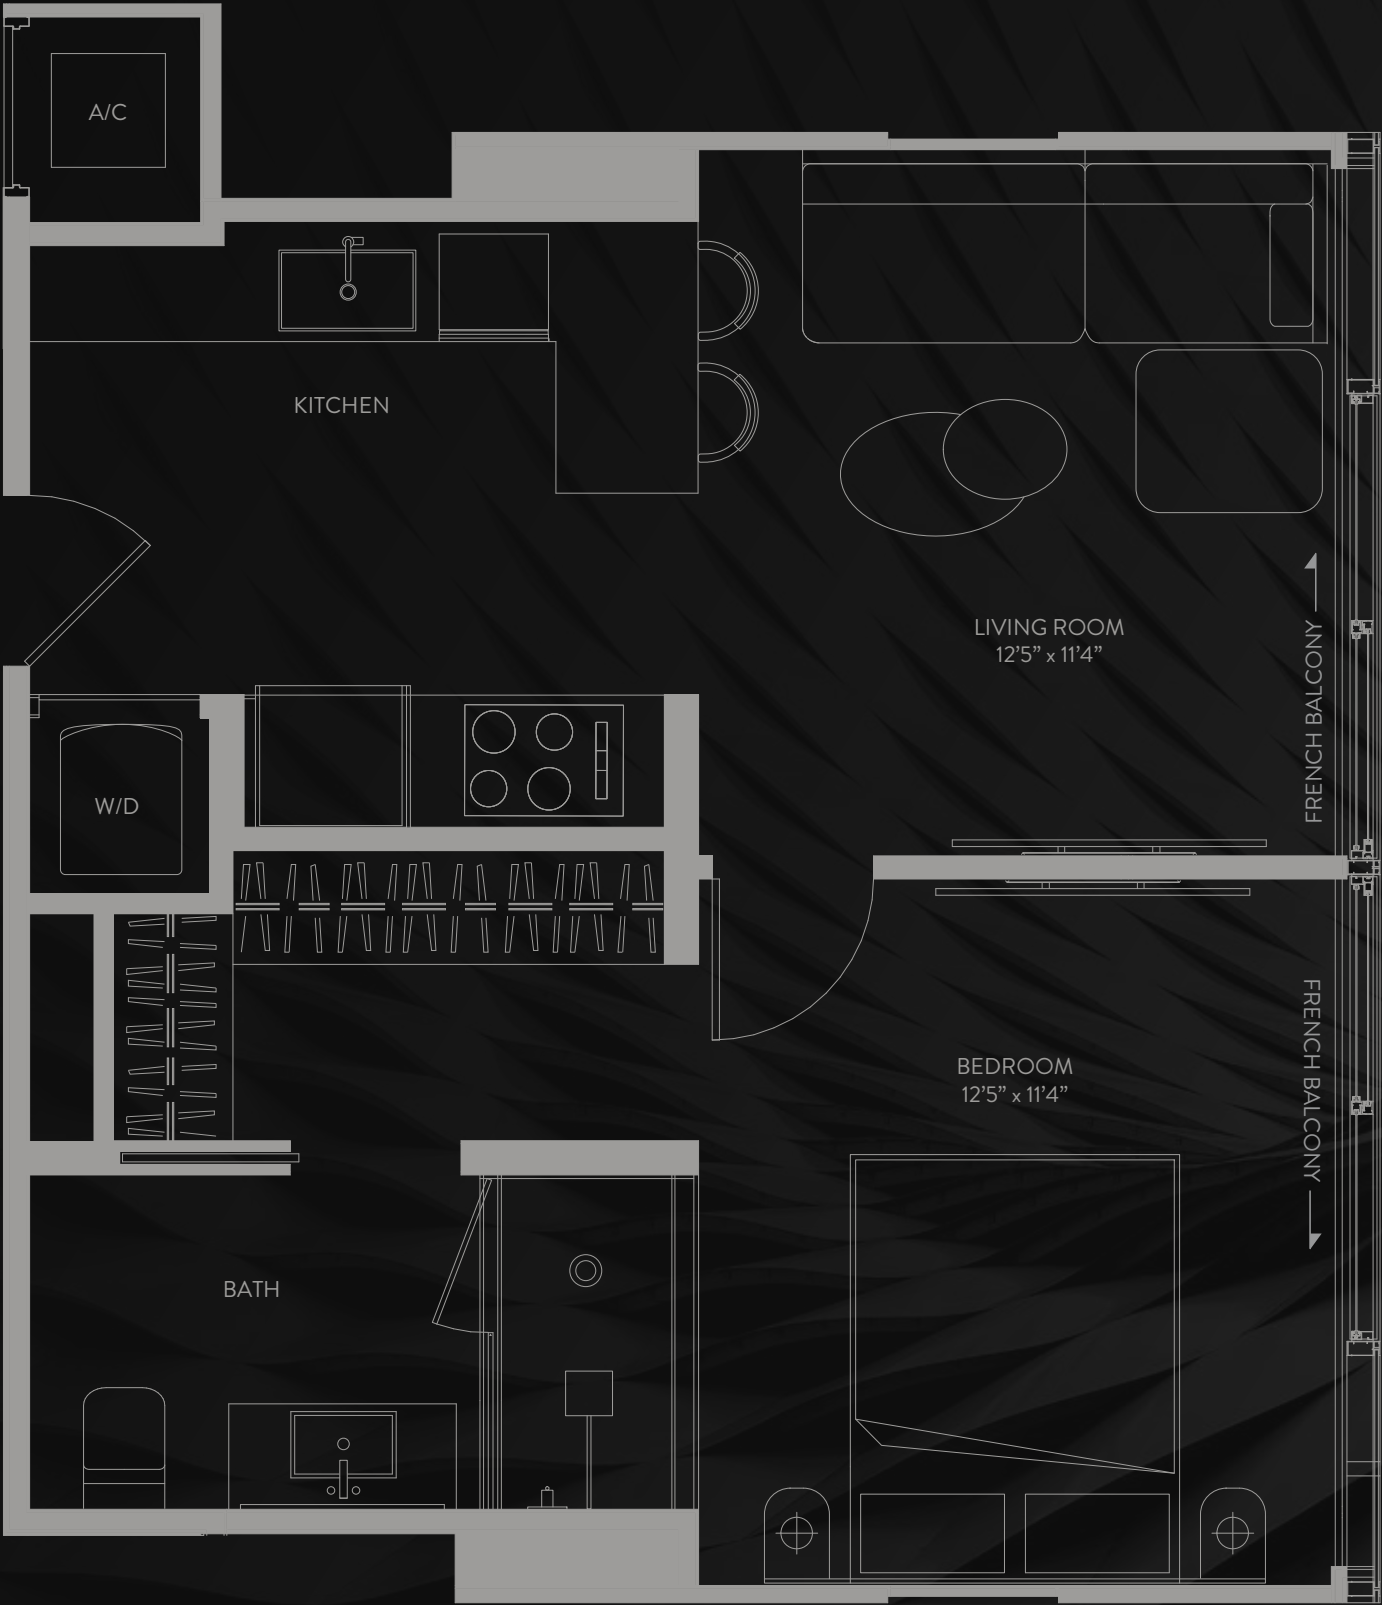 A/C
KITCHEN
LIVING ROOM
12’5” x 11’4”
FRENCH BALCONY
W/D
BEDROOM
12’5” x 11’4”
FRENCH BALCONY
BATH